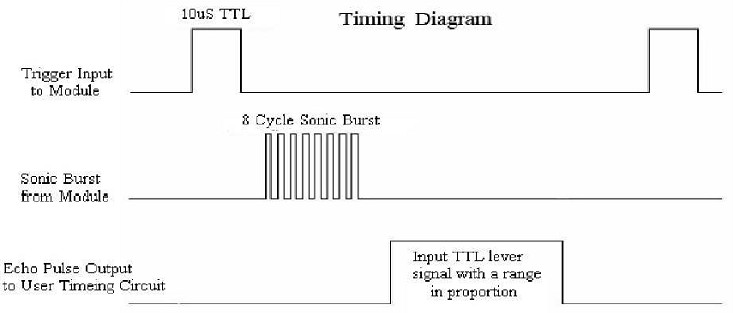 10uS TTL
Timing Diagram
Trigger Input
to Module
8 Cycle Sonic Burst
Sonic Burst
from Module
Echo Pulse Output
to User Timeing Circuit
Input TTL lever
signal with a range
in proportion